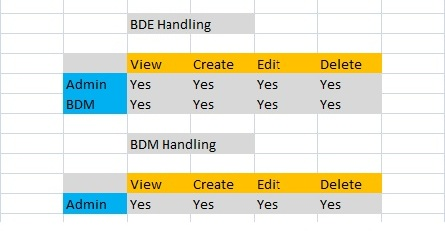 BDE Handling
View Create Edit Delete
Admin Yes Yes Yes Yes
BDM Yes Yes Yes Yes
BDM Handling
View Create Edit Delete
Admin Yes Yes Yes Yes